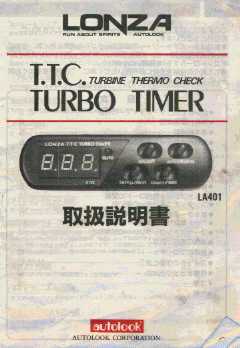 LONZA
RUN ABOUT SPIRITS AUTOLOOK
T.T.C. TURBINE THERMO CHECK
TURBO TIMER
LONZA T·T·C TURBO TIMER
8.8.8.
AUTO
LA401
取扱説明書
autolook
AUTOLOOK CORPORATION